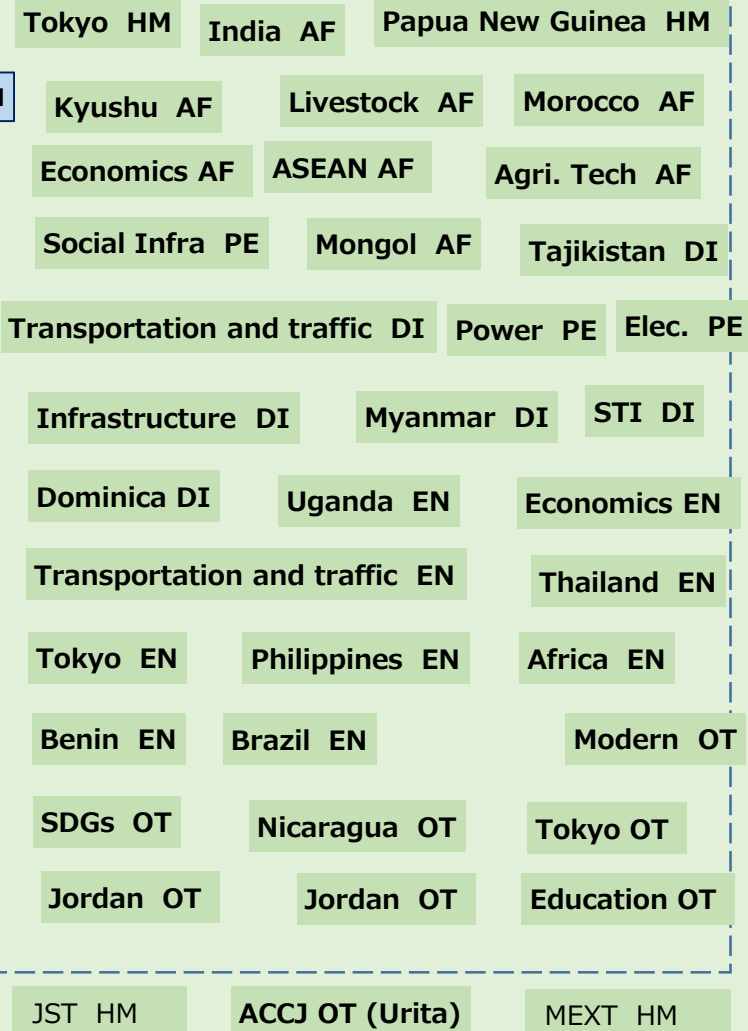 Tokyo HM
India AF
Papua New Guinea HM
Kyushu AF
Livestock AF
Morocco AF
Economics AF
ASEAN AF
Agri. Tech AF
Social Infra PE
Mongol AF
Tajikistan DI
Transportation and traffic DI
Power PE
Elec. PE
Infrastructure DI
Myanmar DI
STI DI
Dominica DI
Uganda EN
Economics EN
Transportation and traffic EN
Thailand EN
Tokyo EN
Philippines EN
Africa EN
Benin EN
Brazil EN
Modern OT
SDGs OT
Nicaragua OT
Tokyo OT
Jordan OT
Jordan OT
Education OT
JST HM
ACCJ OT (Urita)
MEXT HM